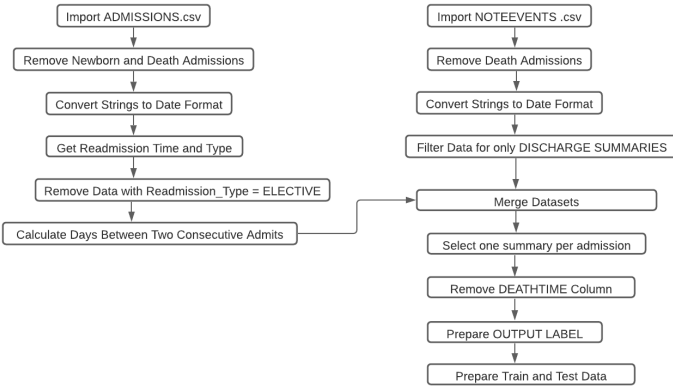 Import ADMISSIONS.csv
Remove Newborn and Death Admissions
Convert Strings to Date Format
Get Readmission Time and Type
Remove Data with Readmission_Type = ELECTIVE
Calculate Days Between Two Consecutive Admits
Import NOTEEVENTS .csv
Remove Death Admissions
Convert Strings to Date Format
Filter Data for only DISCHARGE SUMMARIES
Merge Datasets
Select one summary per admission
Remove DEATHTIME Column
Prepare OUTPUT LABEL
Prepare Train and Test Data